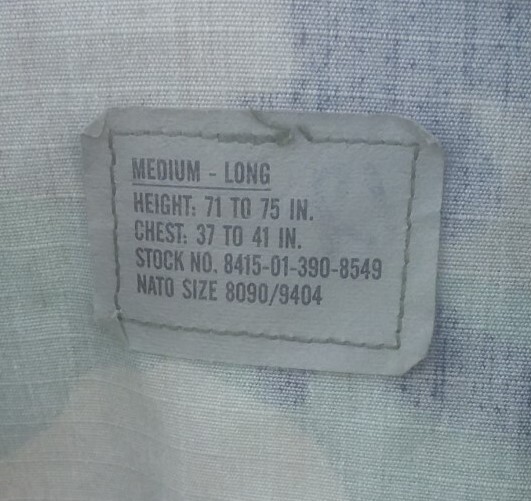 MEDIUM - LONG
HEIGHT: 71 TO 75 IN.
CHEST: 37 TO 41 IN.
STOCK NO. 8415-01-390-8549
NATO SIZE 8090/9404